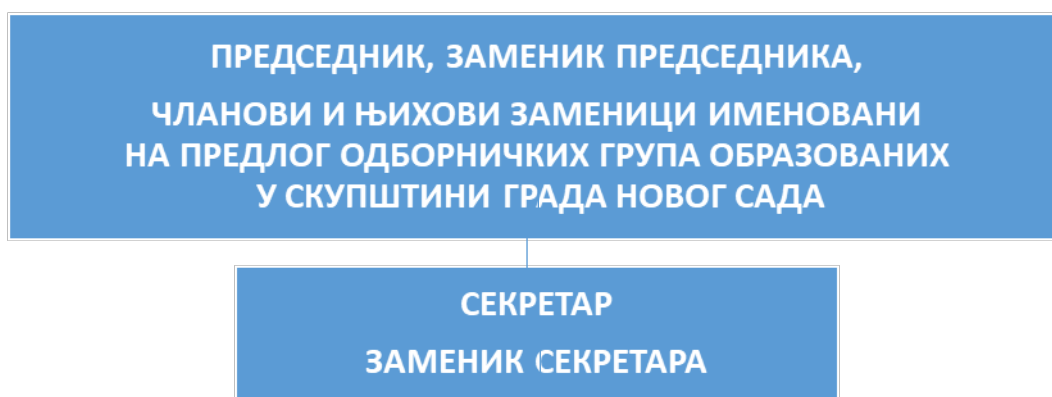 ПРЕДСЕДНИК, ЗАМЕНИК ПРЕДСЕДНИКА,
ЧЛАНОВИ И ЊИХОВИ ЗАМЕНИЦИ ИМЕНОВАНИ
НА ПРЕДЛОГ ОДБОРНИЧКИХ ГРУПА ОБРАЗОВАНИХ
У СКУПШТИНИ ГРАДА НОВОГ САДА
СЕКРЕТАР
ЗАМЕНИК СЕКРЕТАРА